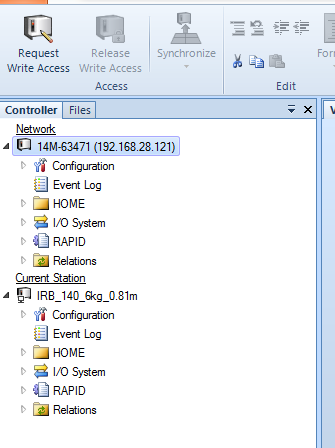 Request
Write Access
Release
Write Access
Synchronize
Access
Edit
Controller Files
Network
14M-63471 (192.168.28.121)
Configuration
Event Log
HOME
I/O System
RAPID
Relations
Current Station
IRB_140_6kg_0.81m
Configuration
Event Log
HOME
I/O System
RAPID
Relations